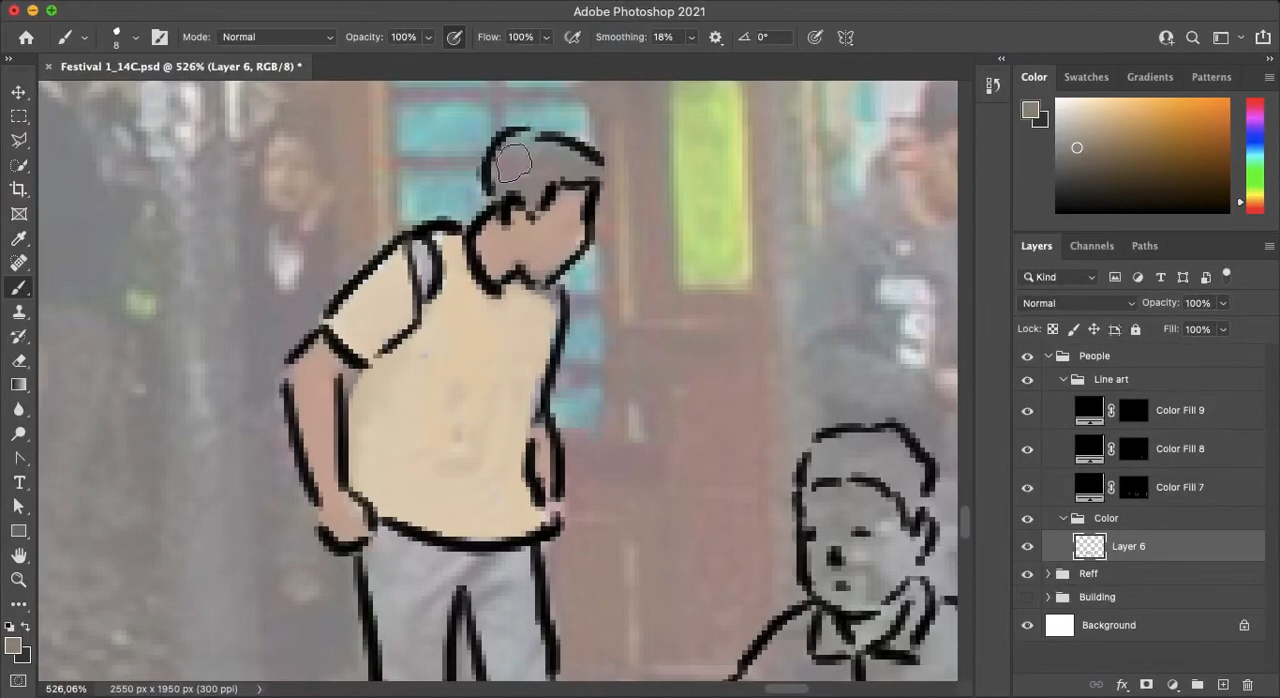 Adobe Photoshop 2021
8
Mode: Normal
Opacity: 100%
Flow: 100%
Smoothing: 18%
0°
Festival 1_14C.psd @ 526% (Layer 6, RGB/8) *
Color Swatches Gradients Patterns
Layers Channels Paths
Kind
Normal Opacity: 100%
Lock: Fill: 100%
People
Line art
Color Fill 9
Color Fill 8
Color Fill 7
Color
Layer 6
Reff
Building
Background
526,06% 2550 px x 1950 px (300 ppi)